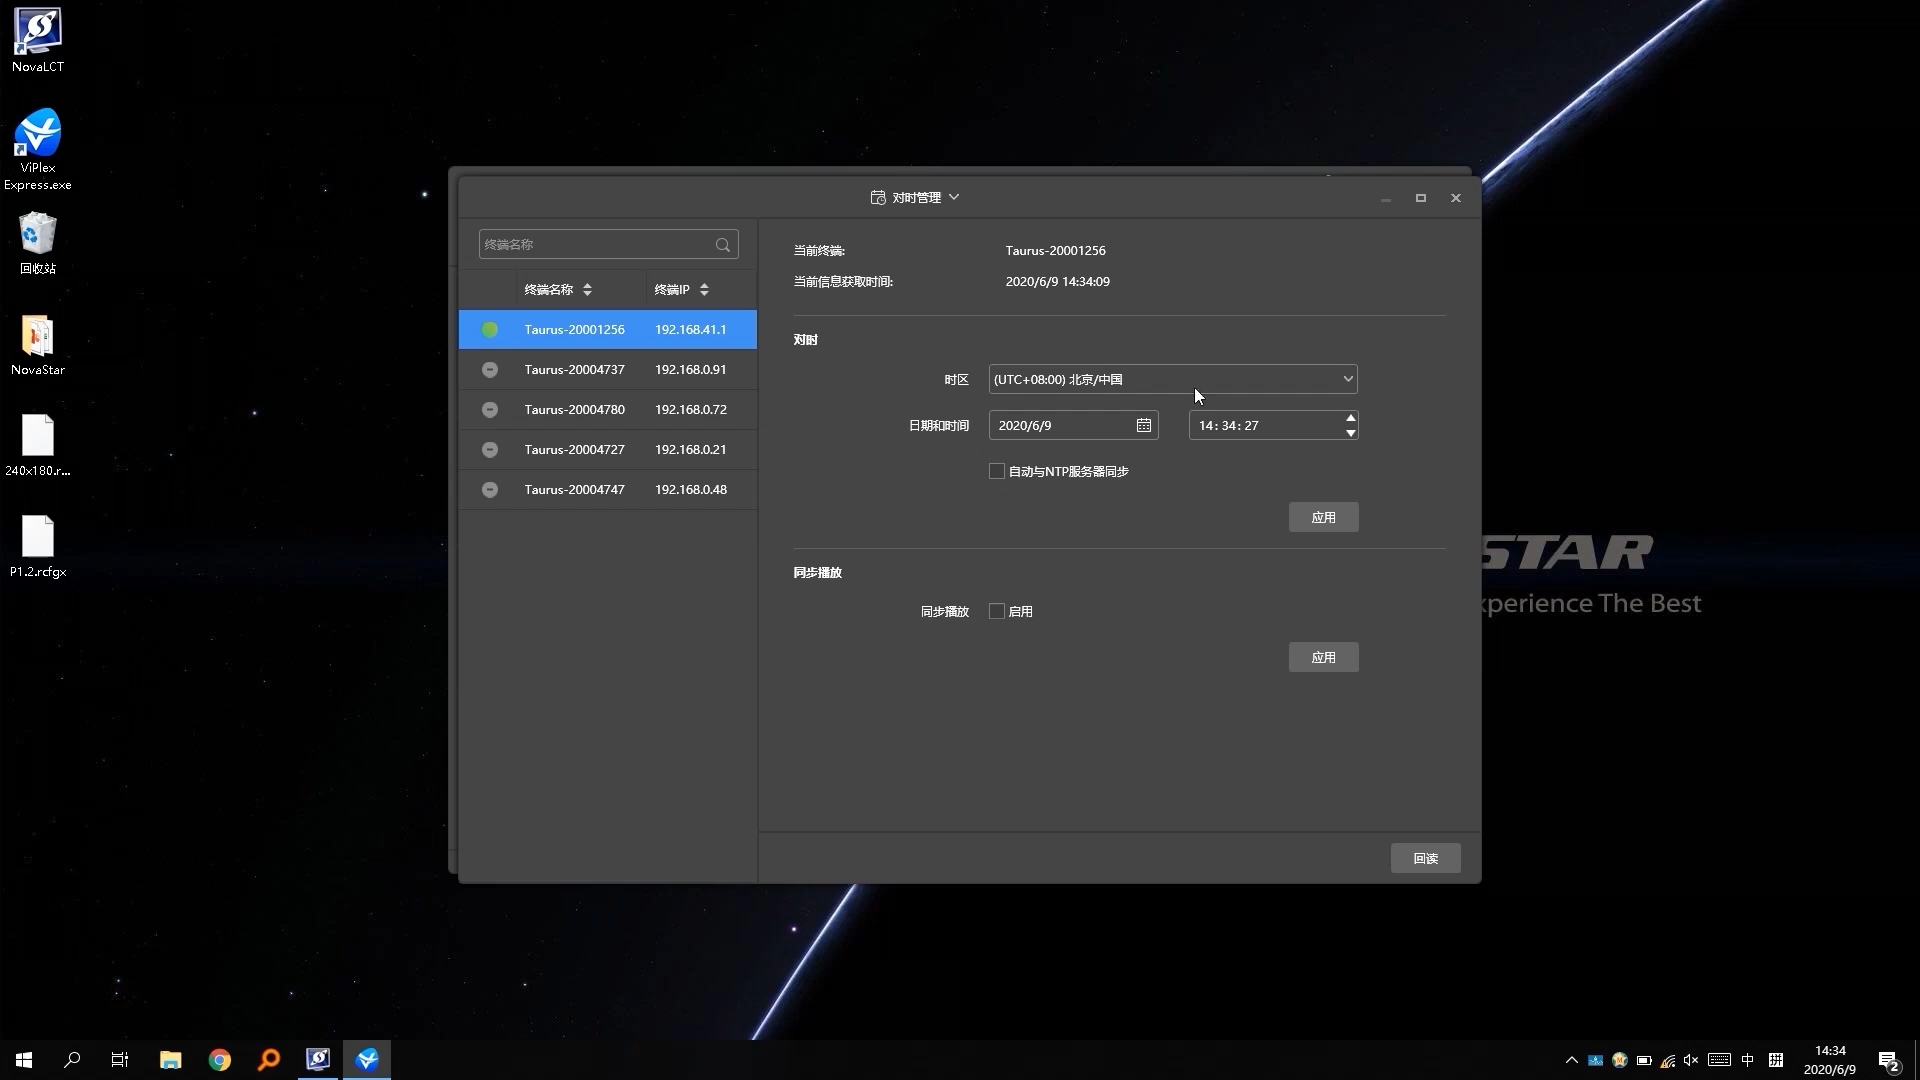 NovaLCT
ViPlex
Express.exe
回收站
NovaStar
240x180.r...
P1.2.rcfgx
对时管理
终端名称
终端名称 终端IP
Taurus-20001256 192.168.41.1
Taurus-20004737 192.168.0.91
Taurus-20004780 192.168.0.72
Taurus-20004727 192.168.0.21
Taurus-20004747 192.168.0.48
当前终端: Taurus-20001256
当前信息获取时间: 2020/6/9 14:34:09
对时
时区 (UTC+08:00) 北京/中国
日期和时间 2020/6/9 14: 34: 27
自动与NTP服务器同步
应用
同步播放
同步播放 启用
应用
回读
STAR
xperience The Best
中
拼
14:34
2020/6/9
2